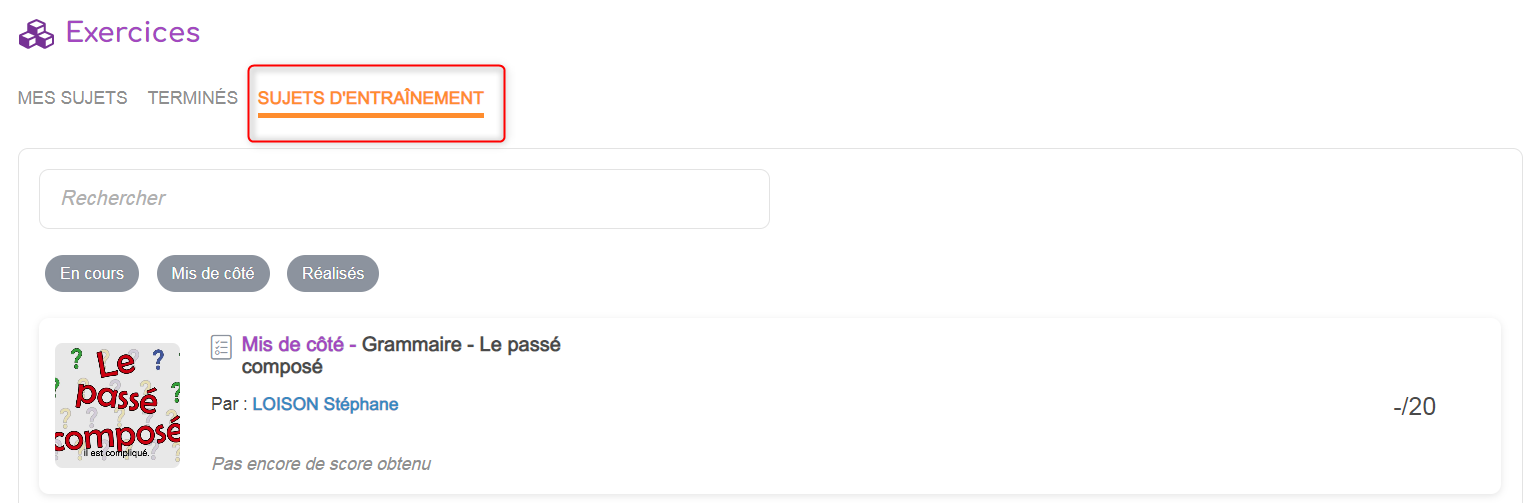 Exercices
MES SUJETS TERMINÉS SUJETS D'ENTRAÎNEMENT
Rechercher
En cours Mis de côté Réalisés
Le
passé
composé
il est compliqué.
Mis de côté - Grammaire - Le passé
composé
Par : LOISON Stéphane
-/20
Pas encore de score obtenu